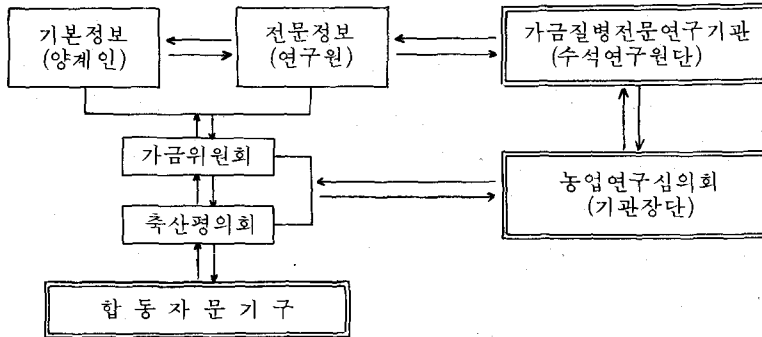 기본정보
(양계인)
전문정보
(연구원)
가금질병전문연구기관
(수석연구원단)
가금위원회
축산평의회
농업연구심의회
(기관장단)
합동자문기구